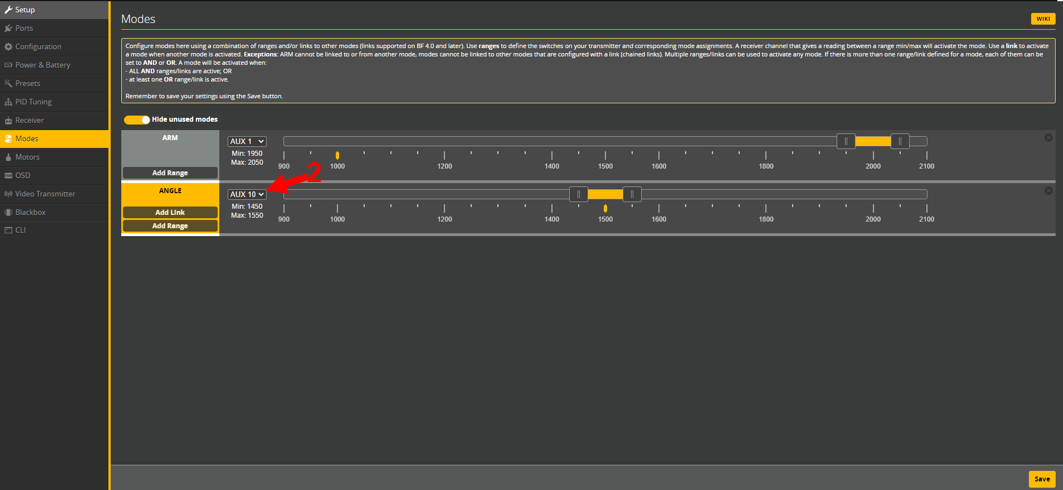 Setup
Ports
Configuration
Power & Battery
Presets
PID Tuning
Receiver
Modes
Motors
OSD
Video Transmitter
Blackbox
CLI
Modes
WIKI
Configure modes here using a combination of ranges and/or links to other modes (links supported on BF 4.0 and later). Use ranges to define the switches on your transmitter and corresponding mode assignments. A receiver channel that gives a reading between a range min/max will activate the mode. Use a link to activate
a mode when another mode is activated. Exceptions: ARM cannot be linked to or from another mode, modes cannot be linked to other modes that are configured with a link (chained links). Multiple ranges/links can be used to activate any mode. If there is more than one range/link defined for a mode, each of them can be
set to AND or OR. A mode will be activated when:
- ALL AND ranges/links are active; OR
- at least one OR range/link is active.
Remember to save your settings using the Save button.
Hide unused modes
ARM
Add Range
AUX 1
Min: 1950
Max: 2050
900 1000 1200 1400 1500 1600 1800 2000 2100
2
ANGLE
Add Link
Add Range
AUX 10
Min: 1450
Max: 1550
900 1000 1200 1400 1500 1600 1800 2000 2100
Save